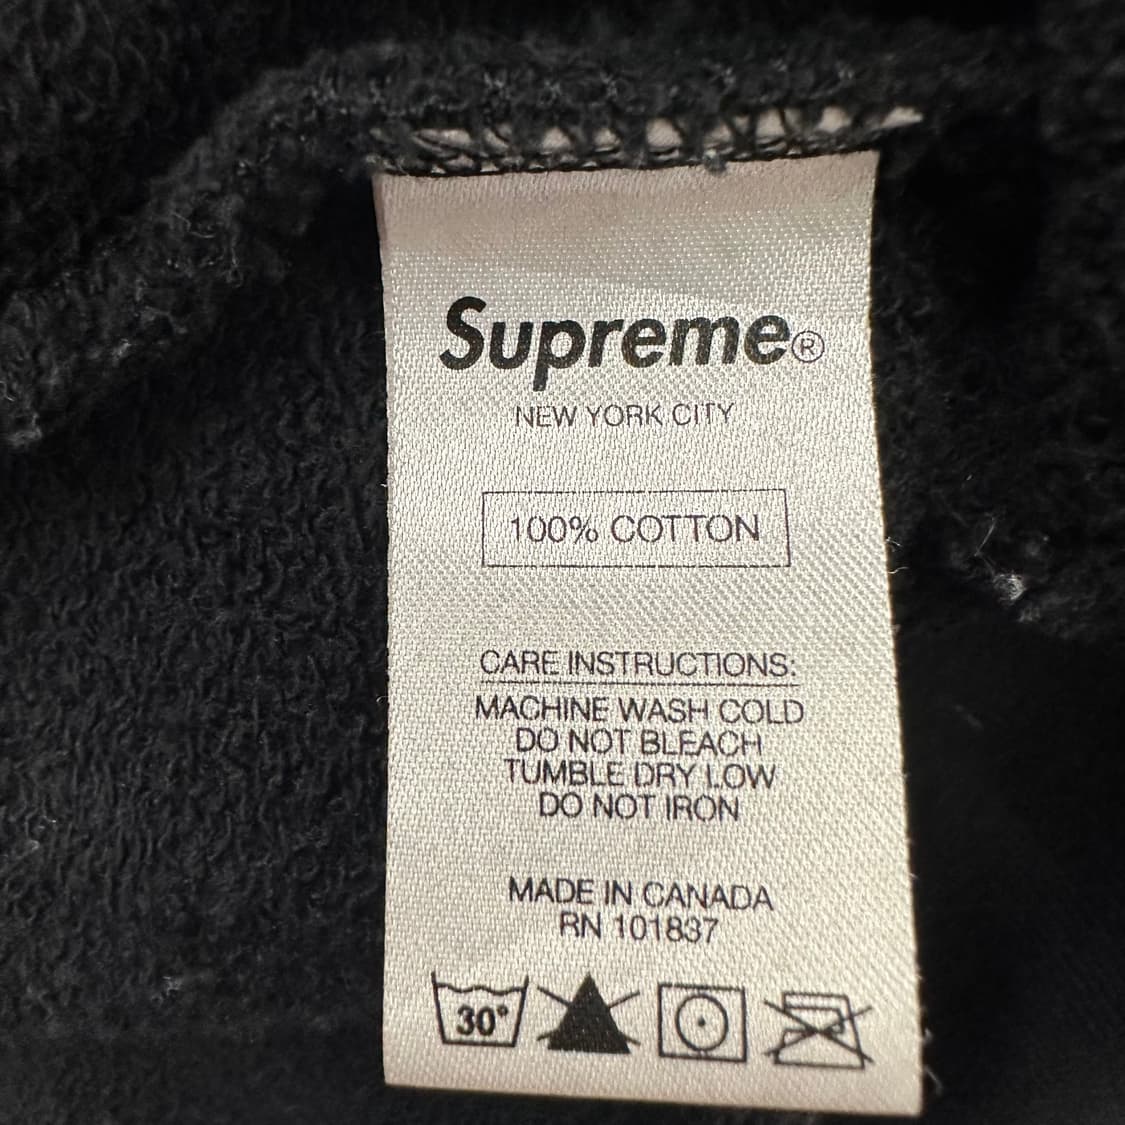 Supreme®
NEW YORK CITY
100% COTTON
CARE INSTRUCTIONS:
MACHINE WASH COLD
DO NOT BLEACH
TUMBLE DRY LOW
DO NOT IRON
MADE IN CANADA
RN 101837
30°